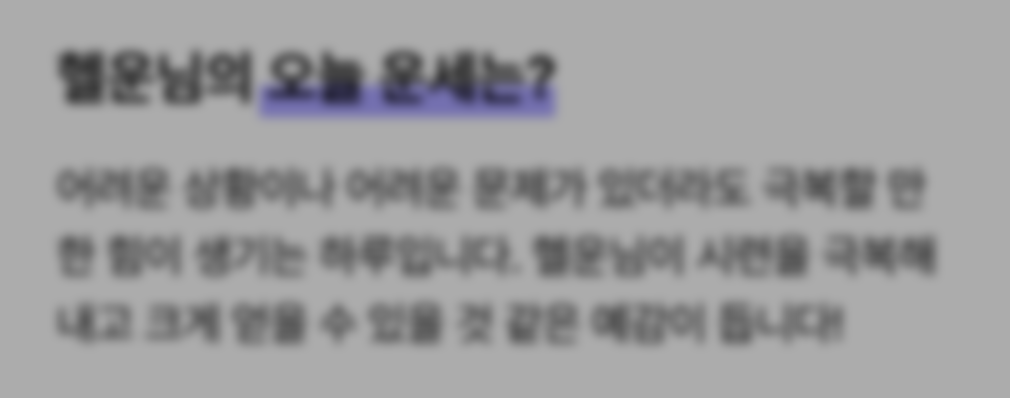 헬운님의 오늘 운세는?
어려운 상황이나 어려운 문제가 있더라도 극복할 만
한 힘이 생기는 하루입니다. 헬운님이 시련을 극복해
내고 크게 얻을 수 있을 것 같은 예감이 듭니다!